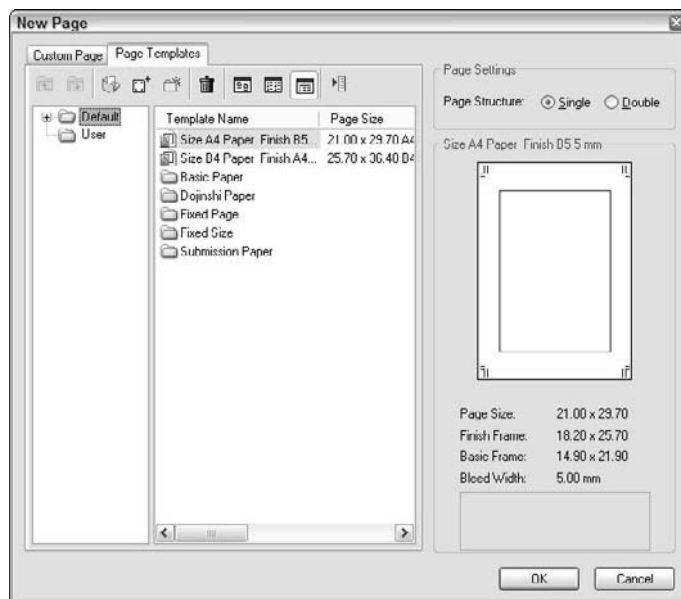 New Page
Custom Page Page Templates
Default
User
Template Name Page Size
Size A4 Paper Finish B5... 21.00 x 29.70 A4
Size B4 Paper Finish A4... 25.70 x 36.40 B4
Basic Paper
Dojinshi Paper
Fixed Page
Fixed Size
Submission Paper
Page Settings
Page Structure: Single Double
Size A4 Paper Finish B5 5 mm
Page Size: 21.00 x 29.70
Finish Frame: 18.20 x 25.70
Basic Frame: 14.90 x 21.90
Bleed Width: 5.00 mm
OK Cancel